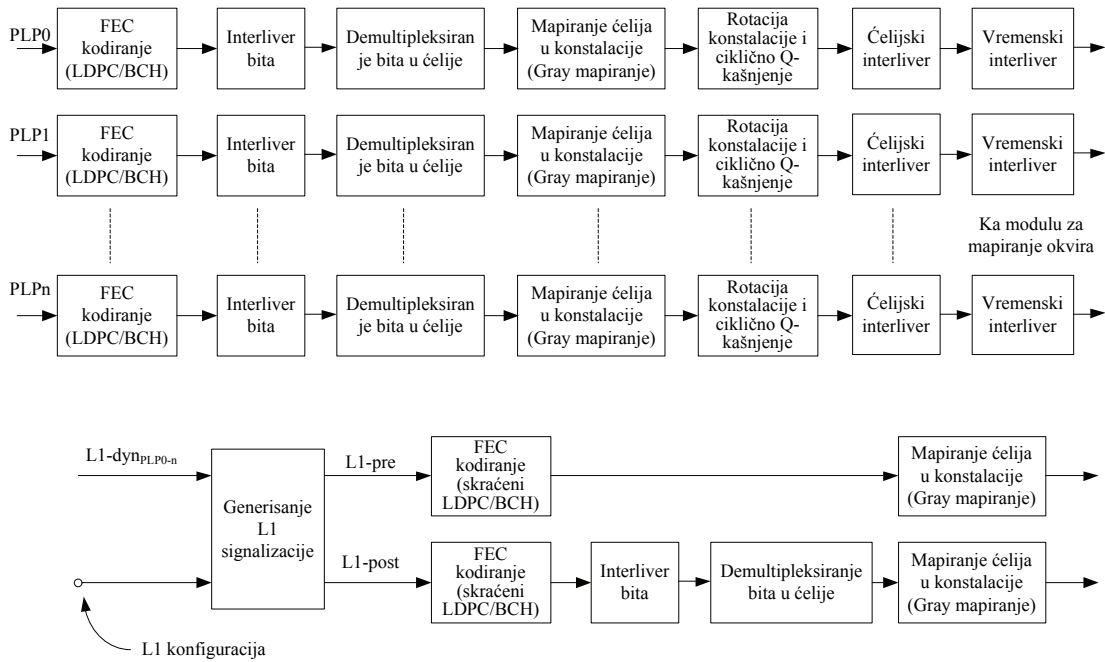 PLP0
FEC
kodiranje
(LDPC/BCH)
Interliver
bita
Demultipleksiran
je bita u ćelije
Mapiranje ćelija
u konstalacije
(Gray mapiranje)
Rotacija
konstalacije i
ciklično Q-
kašnjenje
Ćelijski
interliver
Vremenski
interliver
PLP1
FEC
kodiranje
(LDPC/BCH)
Interliver
bita
Demultipleksiran
je bita u ćelije
Mapiranje ćelija
u konstalacije
(Gray mapiranje)
Rotacija
konstalacije i
ciklično Q-
kašnjenje
Ćelijski
interliver
Vremenski
interliver
Ka modulu za
mapiranje okvira
PLPn
FEC
kodiranje
(LDPC/BCH)
Interliver
bita
Demultipleksiran
je bita u ćelije
Mapiranje ćelija
u konstalacije
(Gray mapiranje)
Rotacija
konstalacije i
ciklično Q-
kašnjenje
Ćelijski
interliver
Vremenski
interliver
L1-dynPLP0-n
Generisanje
L1
signalizacije
L1-pre
FEC
kodiranje
(skraćeni
LDPC/BCH)
Mapiranje ćelija
u konstalacije
(Gray mapiranje)
L1-post
FEC
kodiranje
(skraćeni
LDPC/BCH)
Interliver
bita
Demultipleksiranje
bita u ćelije
Mapiranje ćelija
u konstalacije
(Gray mapiranje)
L1 konfiguracija